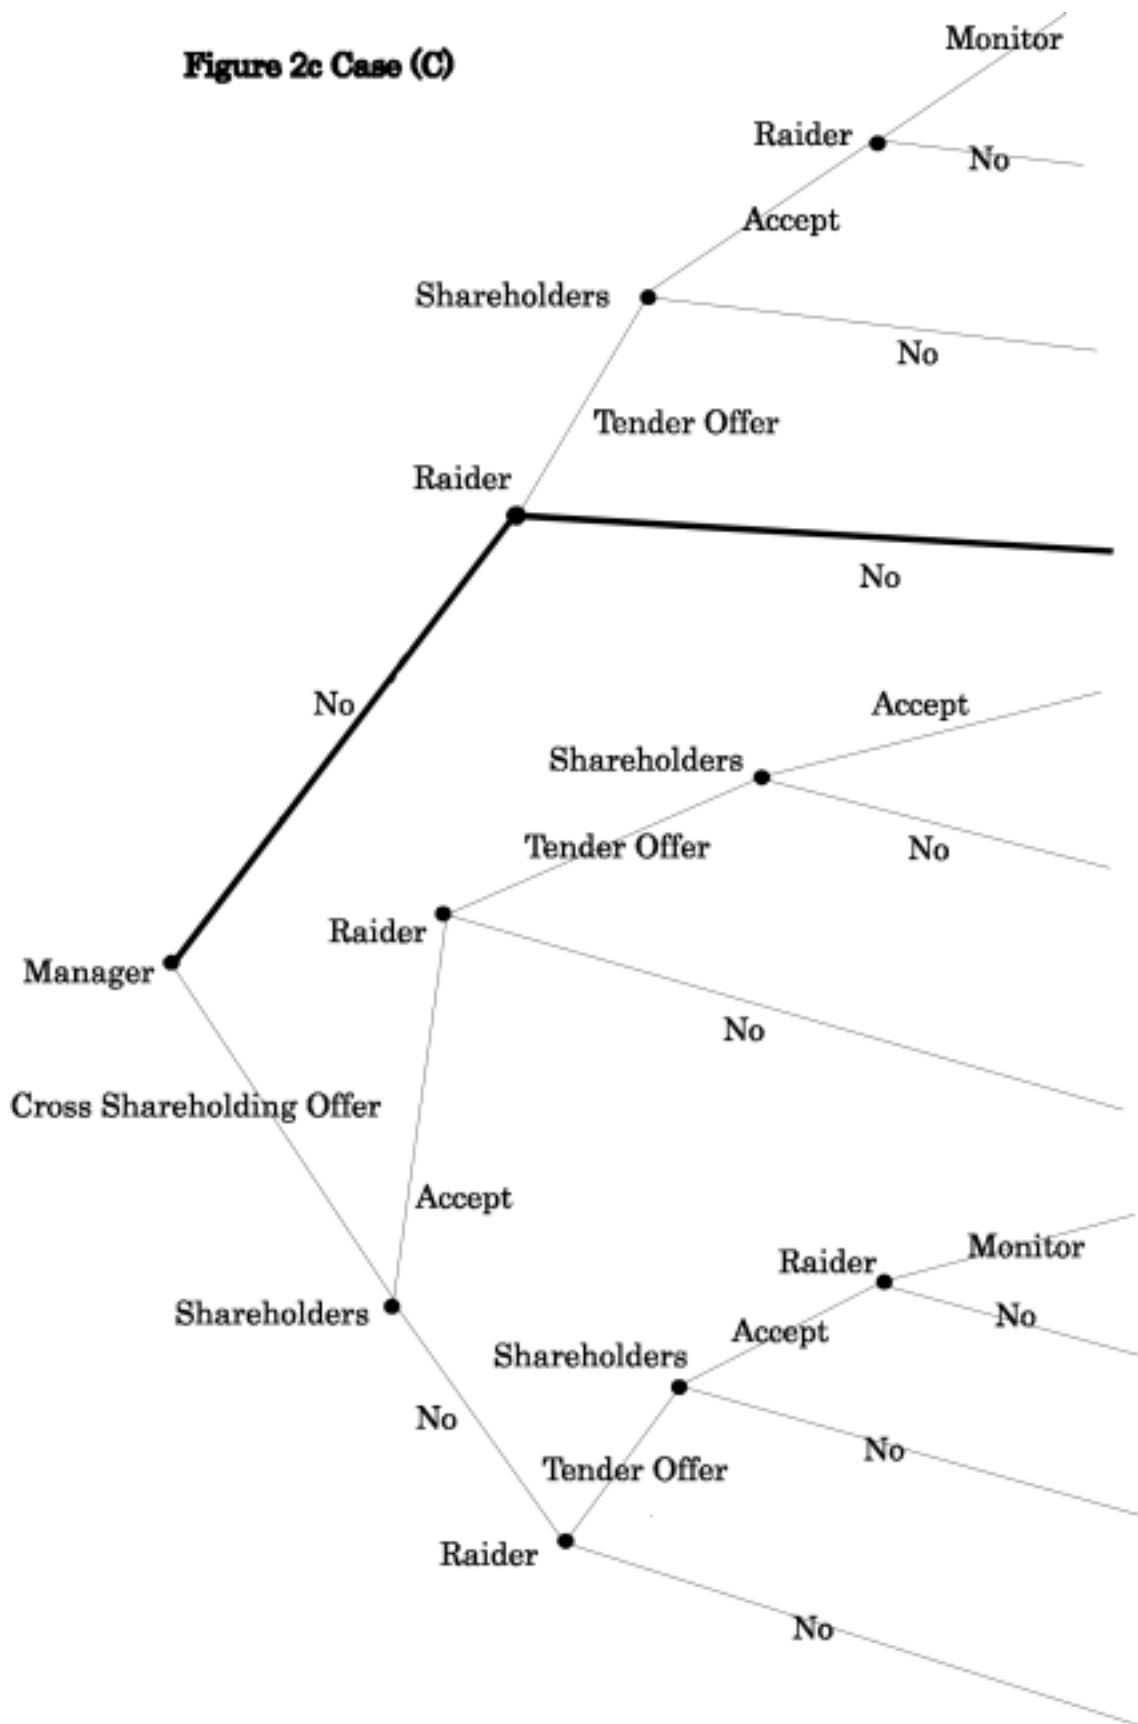 Monitor
Figure 2c Case (C)
Raider
No
Accept
Shareholders
No
Tender Offer
Raider
No
No
Accept
Shareholders
Tender Offer
No
Raider
Manager
No
Cross Shareholding Offer
Accept
Monitor
Raider
Shareholders
No
Accept
Shareholders
No
No
Tender Offer
Raider
No